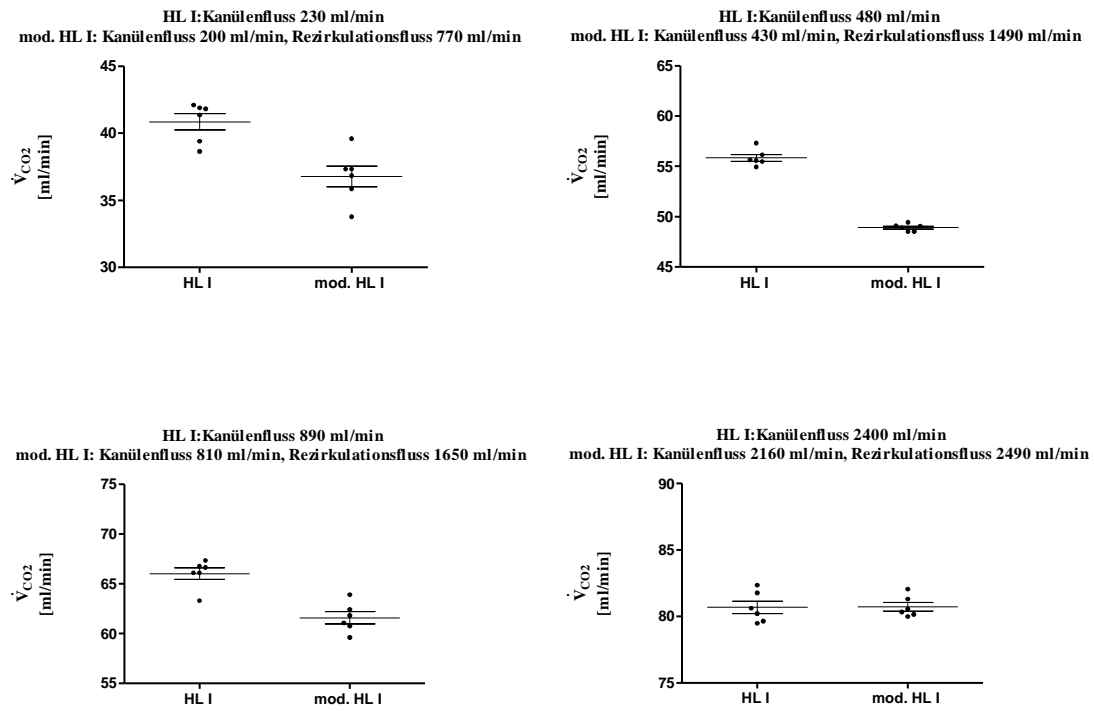 HL I:Kanülenfluss 230 ml/min
mod. HL I: Kanülenfluss 200 ml/min, Rezirkulationsfluss 770 ml/min
45
40
35
30
V̇CO2
[ml/min]
HL I
mod. HL I
HL I:Kanülenfluss 480 ml/min
mod. HL I: Kanülenfluss 430 ml/min, Rezirkulationsfluss 1490 ml/min
65
60
55
50
45
V̇CO2
[ml/min]
HL I
mod. HL I
HL I:Kanülenfluss 890 ml/min
mod. HL I: Kanülenfluss 810 ml/min, Rezirkulationsfluss 1650 ml/min
75
70
65
60
55
V̇CO2
[ml/min]
HL I
mod. HL I
HL I:Kanülenfluss 2400 ml/min
mod. HL I: Kanülenfluss 2160 ml/min, Rezirkulationsfluss 2490 ml/min
90
85
80
75
V̇CO2
[ml/min]
HL I
mod. HL I